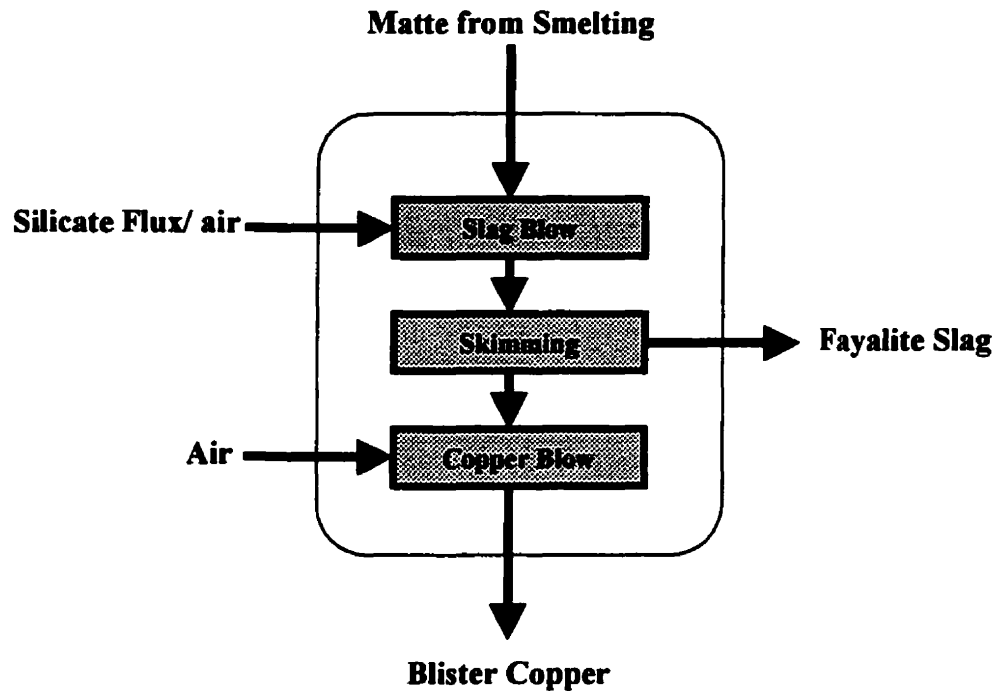 Matte from Smelting
Silicate Flux/ air
Slag Blow
Skimming
Fayalite Slag
Air
Copper Blow
Blister Copper